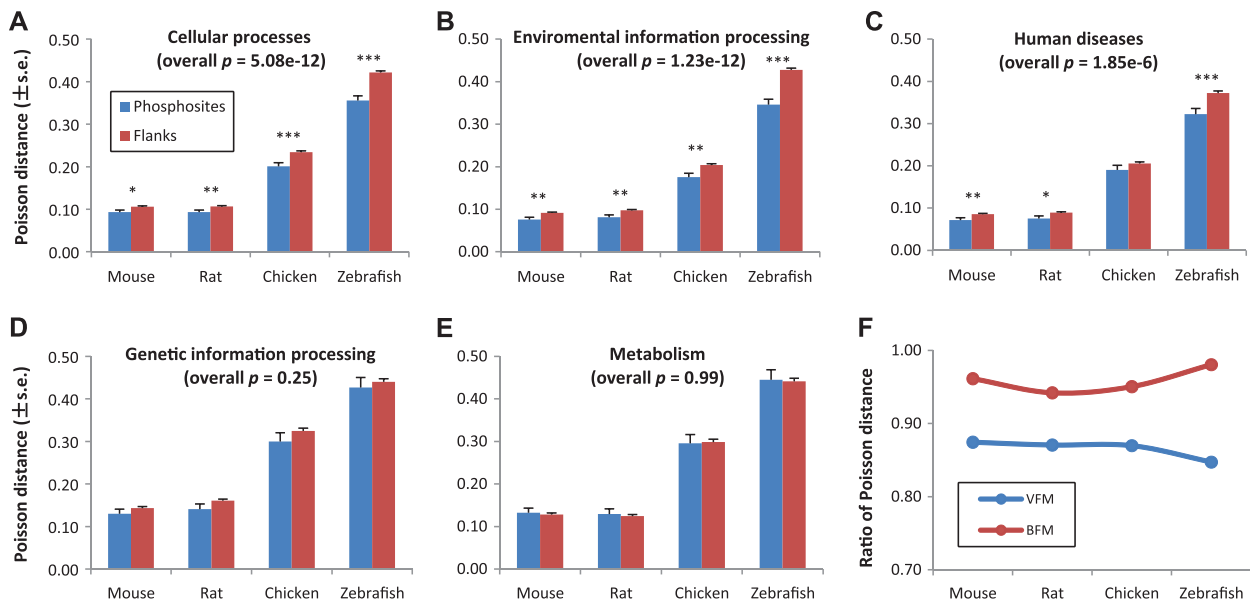 A
Cellular processes
(overall p = 5.08e-12)
Poisson distance (±s.e.)
0.50
0.40
0.30
0.20
0.10
0.00
Phosphosites
Flanks
*
**
***
***
Mouse
Rat
Chicken
Zebrafish
B
Enviromental information processing
(overall p = 1.23e-12)
0.50
0.40
0.30
0.20
0.10
0.00
**
**
**
***
Mouse
Rat
Chicken
Zebrafish
C
Human diseases
(overall p = 1.85e-6)
0.50
0.40
0.30
0.20
0.10
0.00
**
*
***
Mouse
Rat
Chicken
Zebrafish
D
Genetic information processing
(overall p = 0.25)
Poisson distance (±s.e.)
0.50
0.40
0.30
0.20
0.10
0.00
Mouse
Rat
Chicken
Zebrafish
E
Metabolism
(overall p = 0.99)
0.50
0.40
0.30
0.20
0.10
0.00
Mouse
Rat
Chicken
Zebrafish
F
Ratio of Poisson distance
1.00
0.90
0.80
0.70
VFM
BFM
Mouse
Rat
Chicken
Zebrafish